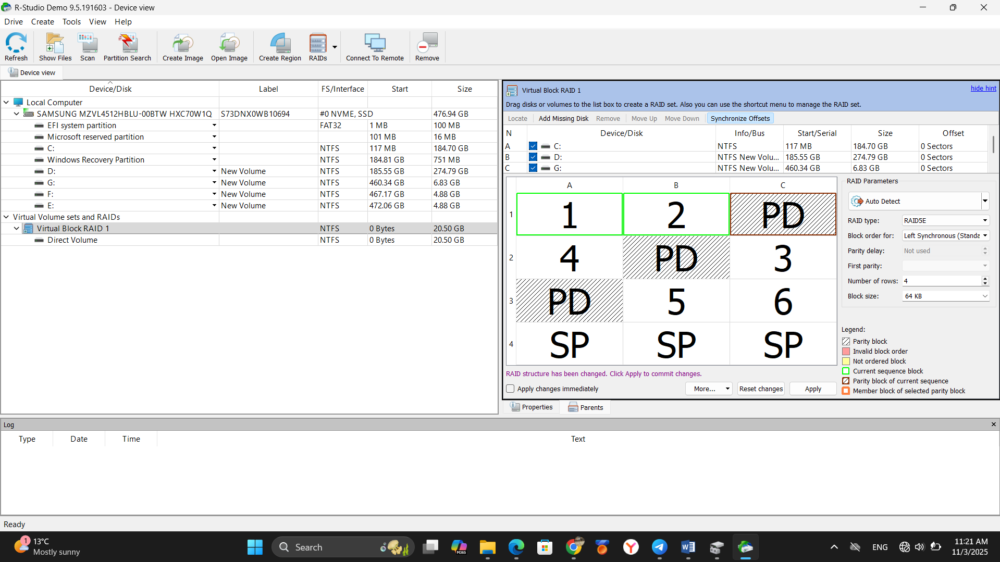 R-Studio Demo 9.5.191603 - Device view
Drive Create Tools View Help
Refresh Show Files Scan Partition Search Create Image Open Image Create Region RAIDs Connect To Remote Remove
Device view
Device/Disk Label FS/Interface Start Size
Local Computer
SAMSUNG MZVL4512HBLU-00BTW HXC70W1Q S73DNX0WB10694 #0 NVME, SSD 476.94 GB
EFI system partition FAT32 1 MB 100 MB
Microsoft reserved partition 101 MB 16 MB
C: NTFS 117 MB 184.70 GB
Windows Recovery Partition NTFS 184.81 GB 751 MB
D: New Volume NTFS 185.55 GB 274.79 GB
G: New Volume NTFS 460.34 GB 6.83 GB
F: New Volume NTFS 467.17 GB 4.88 GB
E: New Volume NTFS 472.06 GB 4.88 GB
Virtual Volume sets and RAIDs
Virtual Block RAID 1 NTFS 0 Bytes 20.50 GB
Direct Volume NTFS 0 Bytes 20.50 GB
Virtual Block RAID 1 hide hint
Drag disks or volumes to the list box to create a RAID set. Also you can use the shortcut menu to manage the RAID set.
Locate Add Missing Disk Remove Move Up Move Down Synchronize Offsets
N Device/Disk Info/Bus Start/Serial Size Offset
A C: NTFS 117 MB 184.70 GB 0 Sectors
B D: NTFS New Volu... 185.55 GB 274.79 GB 0 Sectors
C G: NTFS New Volu... 460.34 GB 6.83 GB 0 Sectors
A B C
1 1 2 PD
2 4 PD 3
3 PD 5 6
4 SP SP SP
RAID Parameters
Auto Detect
RAID type: RAID5E
Block order for: Left Synchronous (Standa
Parity delay: Not used
First parity:
Number of rows: 4
Block size: 64 KB
Legend:
Parity block
Invalid block order
Not ordered block
Current sequence block
Parity block of current sequence
Member block of selected parity block
RAID structure has been changed. Click Apply to commit changes.
Apply changes immediately More... Reset changes Apply
Properties Parents
Log
Type Date Time Text
Ready
1 13°C
Mostly sunny
Search
M365
ENG
11:21 AM
11/3/2025